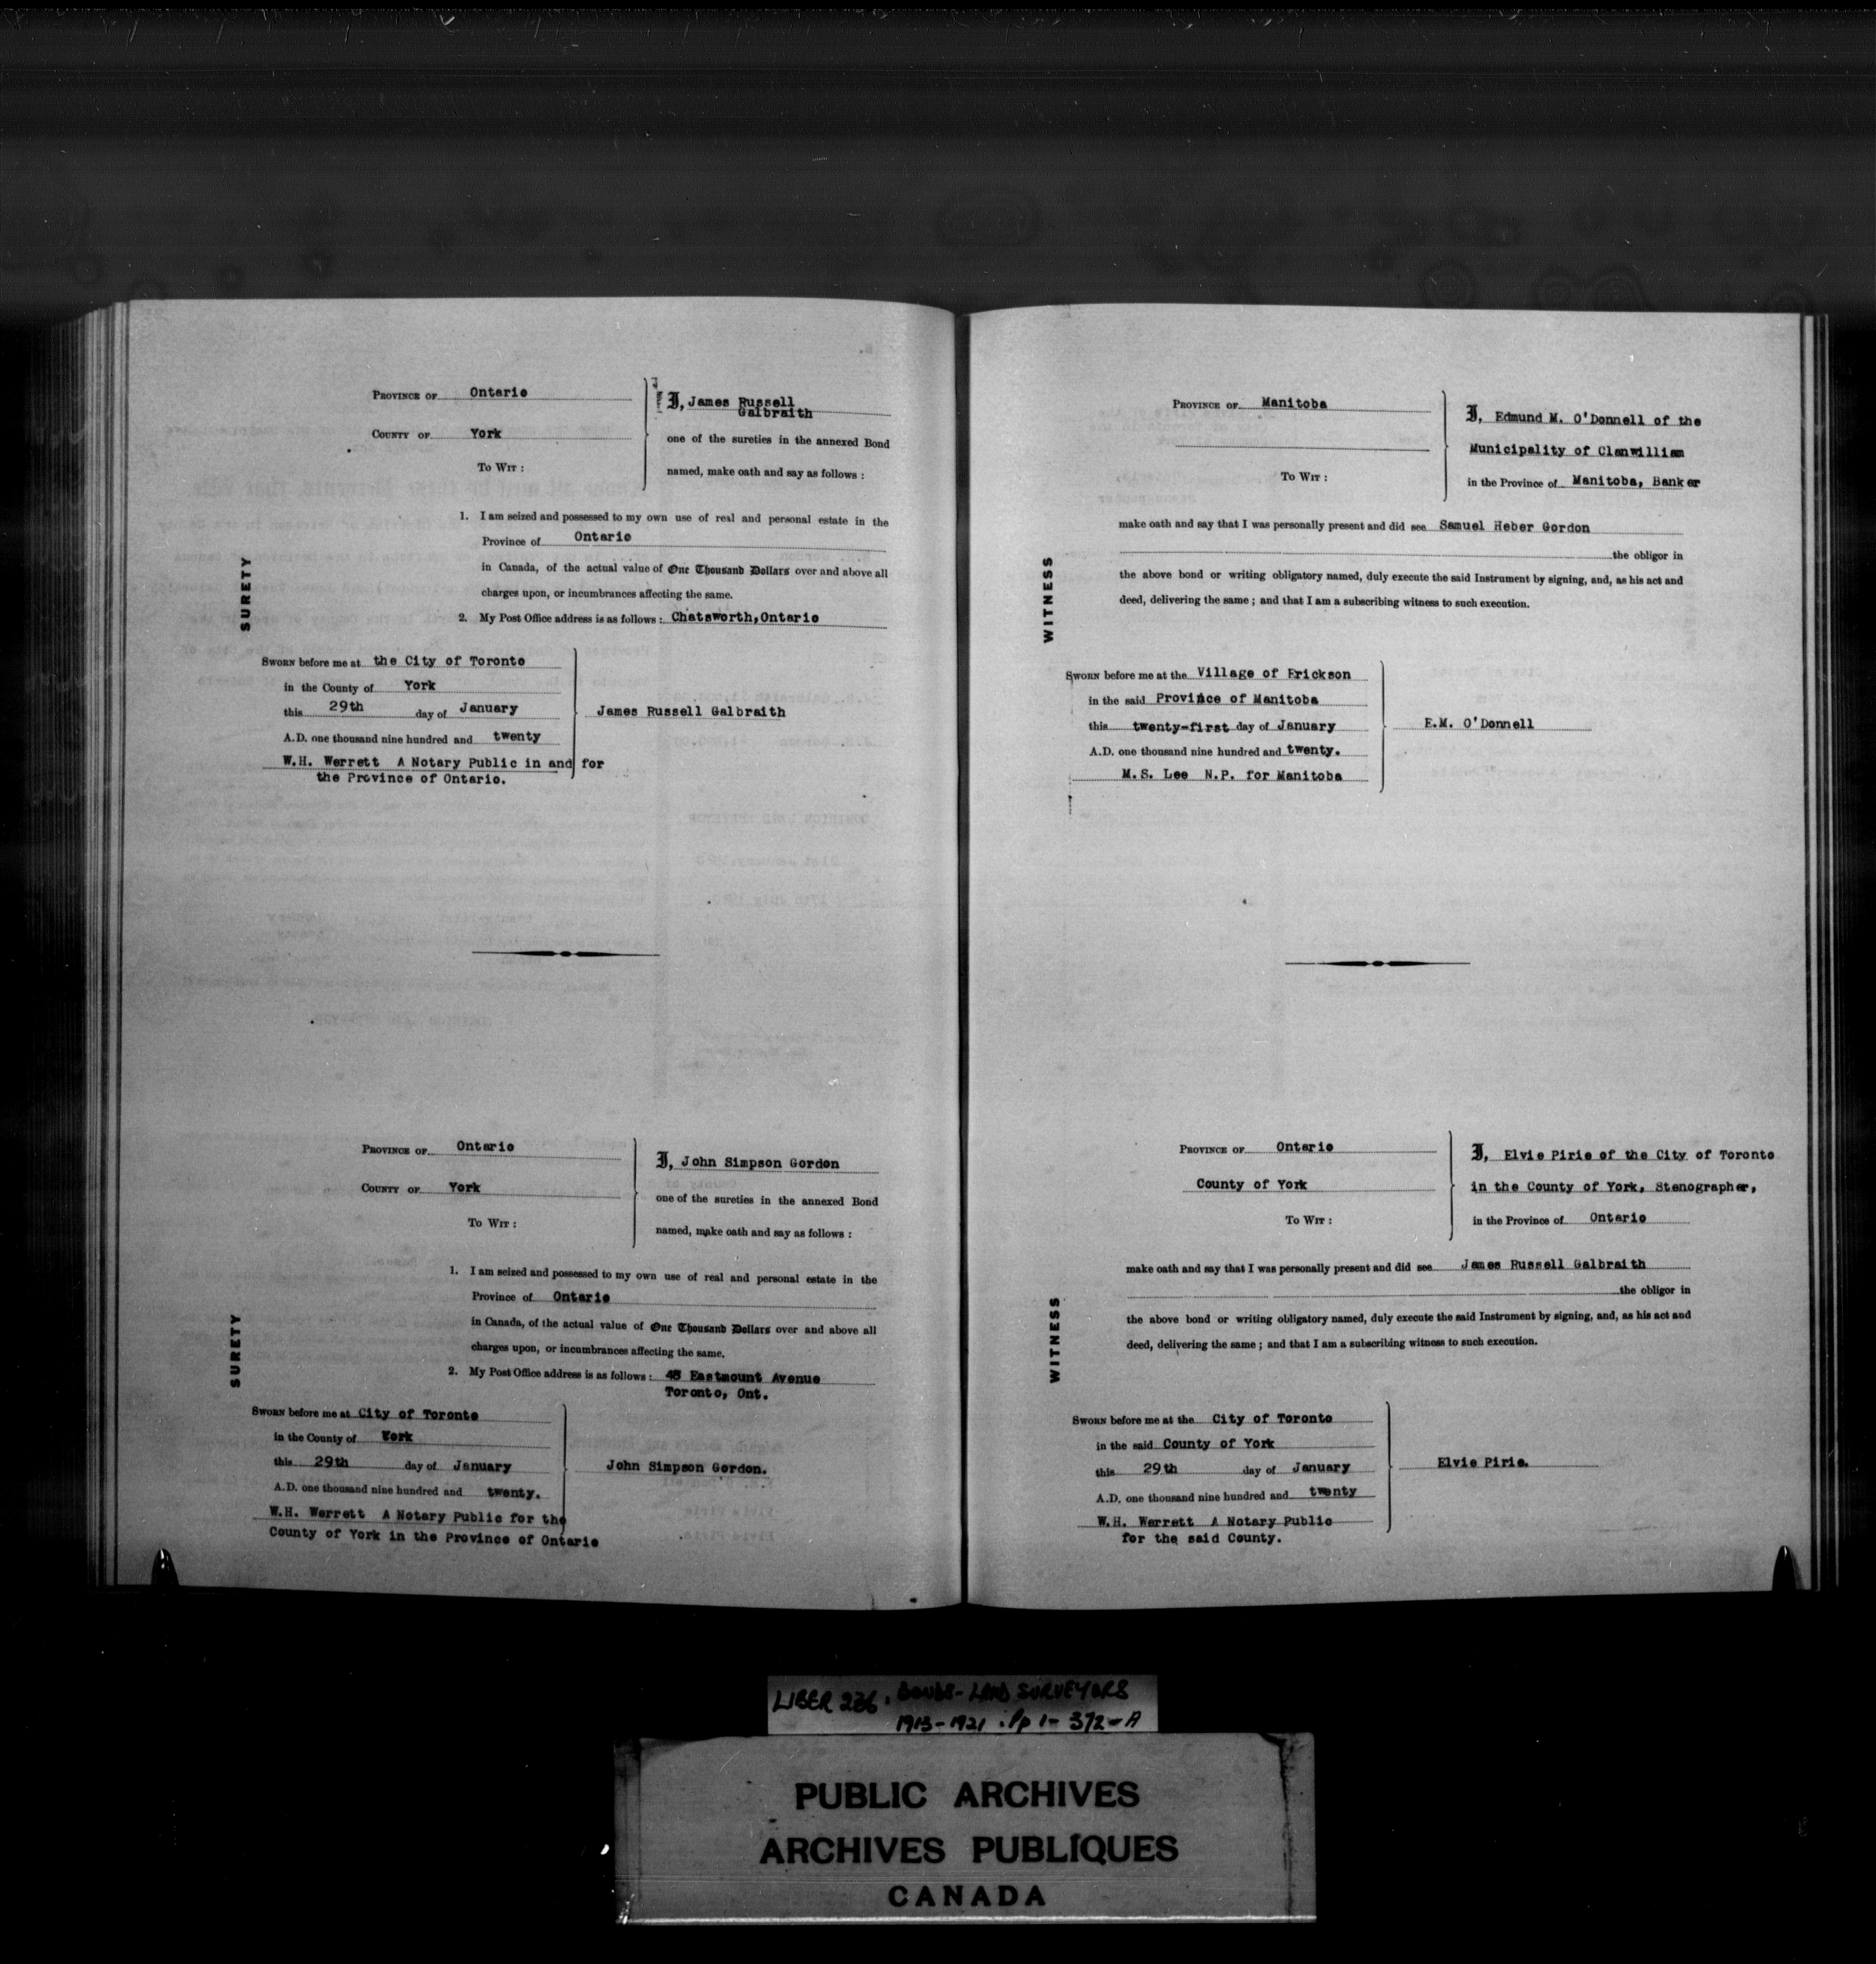 SURETY
PROVINCE OF Ontario
COUNTY OF York
TO WIT :
I, James Russell
Galbraith
one of the sureties in the annexed Bond
named, make oath and say as follows :
1. I am seized and possessed to my own use of real and personal estate in the
Province of Ontario
in Canada, of the actual value of One Thousand Dollars over and above all
charges upon, or incumbrances affecting the same.
2. My Post Office address is as follows : Chatsworth,Ontario
SWORN before me at the City of Toronto
in the County of York
this 29th day of January
A.D. one thousand nine hundred and twenty
W.H. Werrett A Notary Public in and for
the Province of Ontario.
James Russell Galbraith
SURETY
PROVINCE OF Ontario
COUNTY OF York
TO WIT :
I, John Simpson Gordon
one of the sureties in the annexed Bond
named, make oath and say as follows :
1. I am seized and possessed to my own use of real and personal estate in the
Province of Ontario
in Canada, of the actual value of One Thousand Dollars over and above all
charges upon, or incumbrances affecting the same.
2. My Post Office address is as follows : 45 Eastmount Avenue
Toronto, Ont.
SWORN before me at City of Toronto
in the County of York
this 29th day of January
A.D. one thousand nine hundred and twenty.
W.H. Werrett A Notary Public for the
County of York in the Province of Ontario
John Simpson Gordon.
WITNESS
PROVINCE OF Manitoba
TO WIT :
I, Edmund M. O'Donnell of the
Municipality of Clanwilliam
in the Province of Manitoba, Banker
make oath and say that I was personally present and did see Samuel Heber Gordon
the obligor in
the above bond or writing obligatory named, duly execute the said Instrument by signing, and, as his act and
deed, delivering the same ; and that I am a subscribing witness to such execution.
SWORN before me at the Village of Erickson
in the said Province of Manitoba
this twenty-first day of January
A.D. one thousand nine hundred and twenty.
M.S. Lee N.P. for Manitoba
E.M. O'Donnell
WITNESS
PROVINCE OF Ontario
County of York
TO WIT :
I, Elvie Pirie of the City of Toronto
in the County of York, Stenographer,
in the Province of Ontario
make oath and say that I was personally present and did see James Russell Galbraith
the obligor in
the above bond or writing obligatory named, duly execute the said Instrument by signing, and, as his act and
deed, delivering the same ; and that I am a subscribing witness to such execution.
SWORN before me at the City of Toronto
in the said County of York
this 29th day of January
A.D. one thousand nine hundred and twenty
W.H. Werrett A Notary Public
for the said County.
Elvie Pirie.
LIBER 236. BONDS - LAND SURVEYORS
1913-1921 . Pp 1- 372-A
PUBLIC ARCHIVES
ARCHIVES PUBLIQUES
CANADA